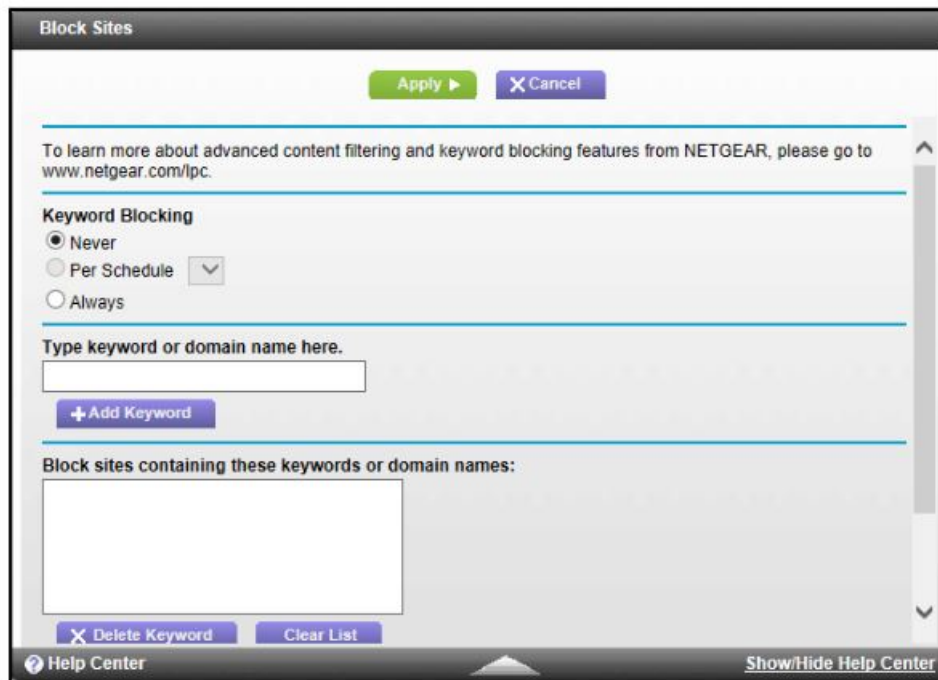 Block Sites
Apply
Cancel
To learn more about advanced content filtering and keyword blocking features from NETGEAR, please go to
www.netgear.com/lpc.
Keyword Blocking
Never
Per Schedule
Always
Type keyword or domain name here.
+Add Keyword
Block sites containing these keywords or domain names:
Delete Keyword Clear List
Help Center Show/Hide Help Center